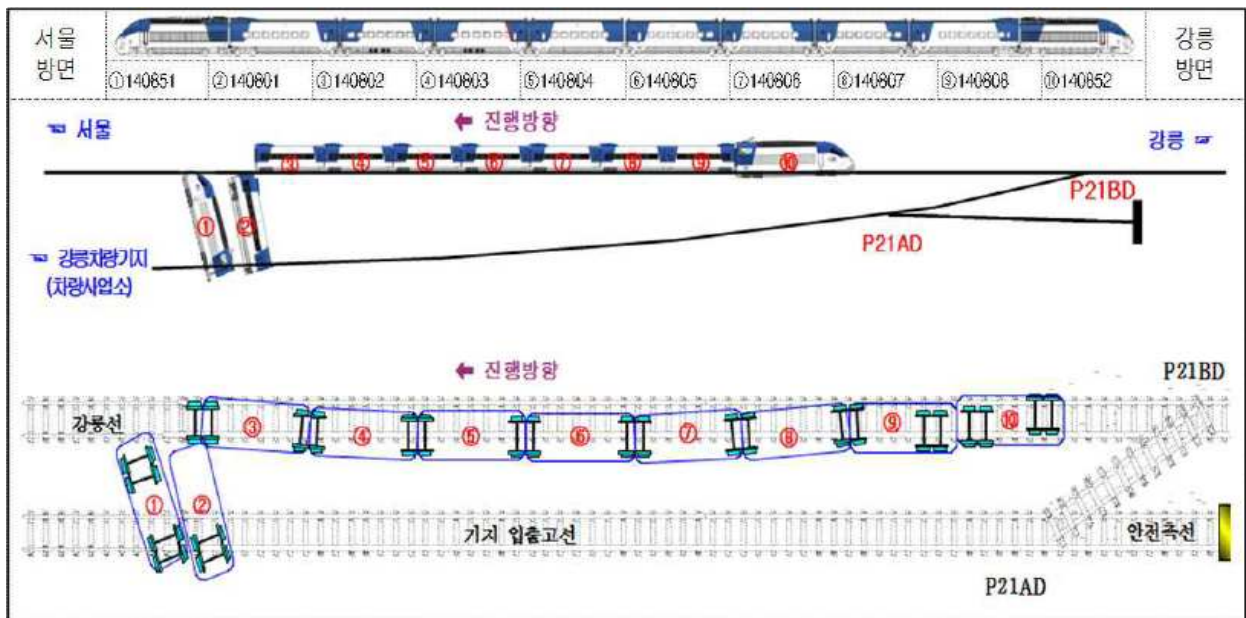 서울
방면
①140851 ②140801 ③140802 ④140803 ⑤140804 ⑥140805 ⑦140806 ⑧140807 ⑨140808 ⑩140852
강릉
방면
☜ 서울
← 진행방향
강릉 ☞
③ ④ ⑤ ⑥ ⑦ ⑧ ⑨ ⑩
P21BD
① ②
P21AD
☜ 강릉차량기지
(차량사업소)
← 진행방향
P21BD
강릉선
③ ④ ⑤ ⑥ ⑦ ⑧ ⑨ ⑩
① ②
기지 입출고선
안전측선
P21AD